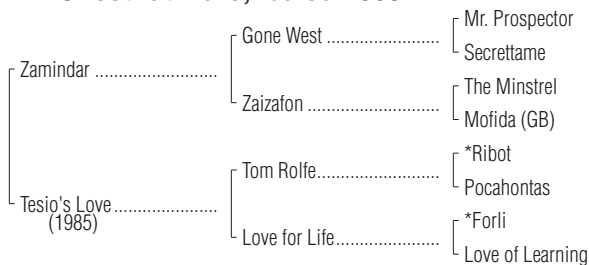 Mr. Prospector
Gone West ........................
Secrettame
Zamindar ..........................
The Minstrel
Zaizafon ............................
Mofida (GB)
*Ribot
Tom Rolfe..........................
Pocahontas
Tesio's Love ......................
(1985)
*Forli
Love for Life......................
Love of Learning